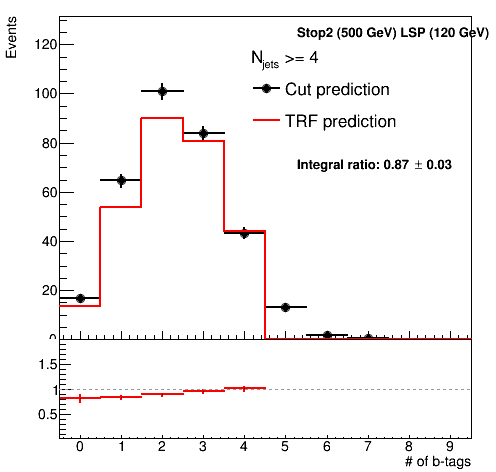 Events
Stop2 (500 GeV) LSP (120 GeV)
N_jets >= 4
Cut prediction
TRF prediction
Integral ratio: 0.87 ± 0.03
120
100
80
60
40
20
0
1.5
1
0.5
0 1 2 3 4 5 6 7 8 9
# of b-tags